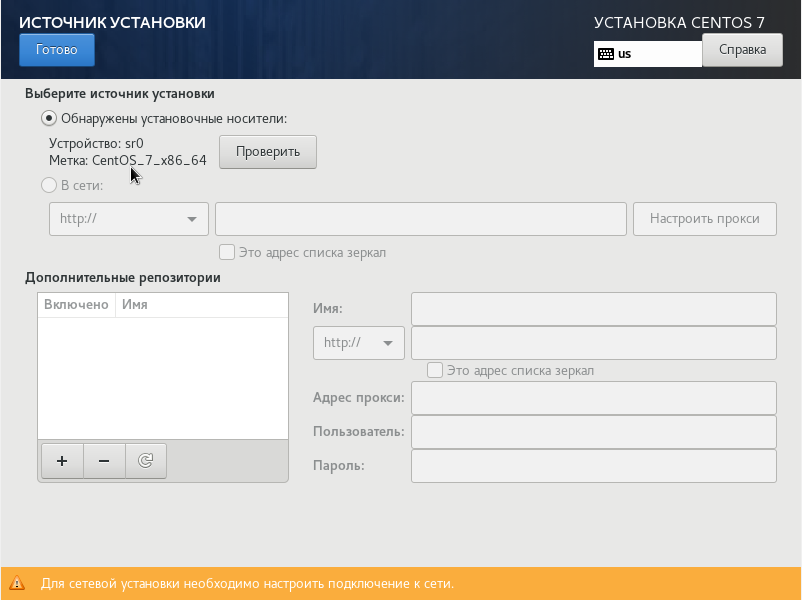 ИСТОЧНИК УСТАНОВКИ
УСТАНОВКА CENTOS 7
Готово
us
Справка
Выберите источник установки
Обнаружены установочные носители:
Устройство: sr0
Метка: CentOS_7_x86_64
Проверить
В сети:
http://
Настроить прокси
Это адрес списка зеркал
Дополнительные репозитории
Включено Имя
Имя:
http://
Это адрес списка зеркал
Адрес прокси:
Пользователь:
Пароль:
Для сетевой установки необходимо настроить подключение к сети.